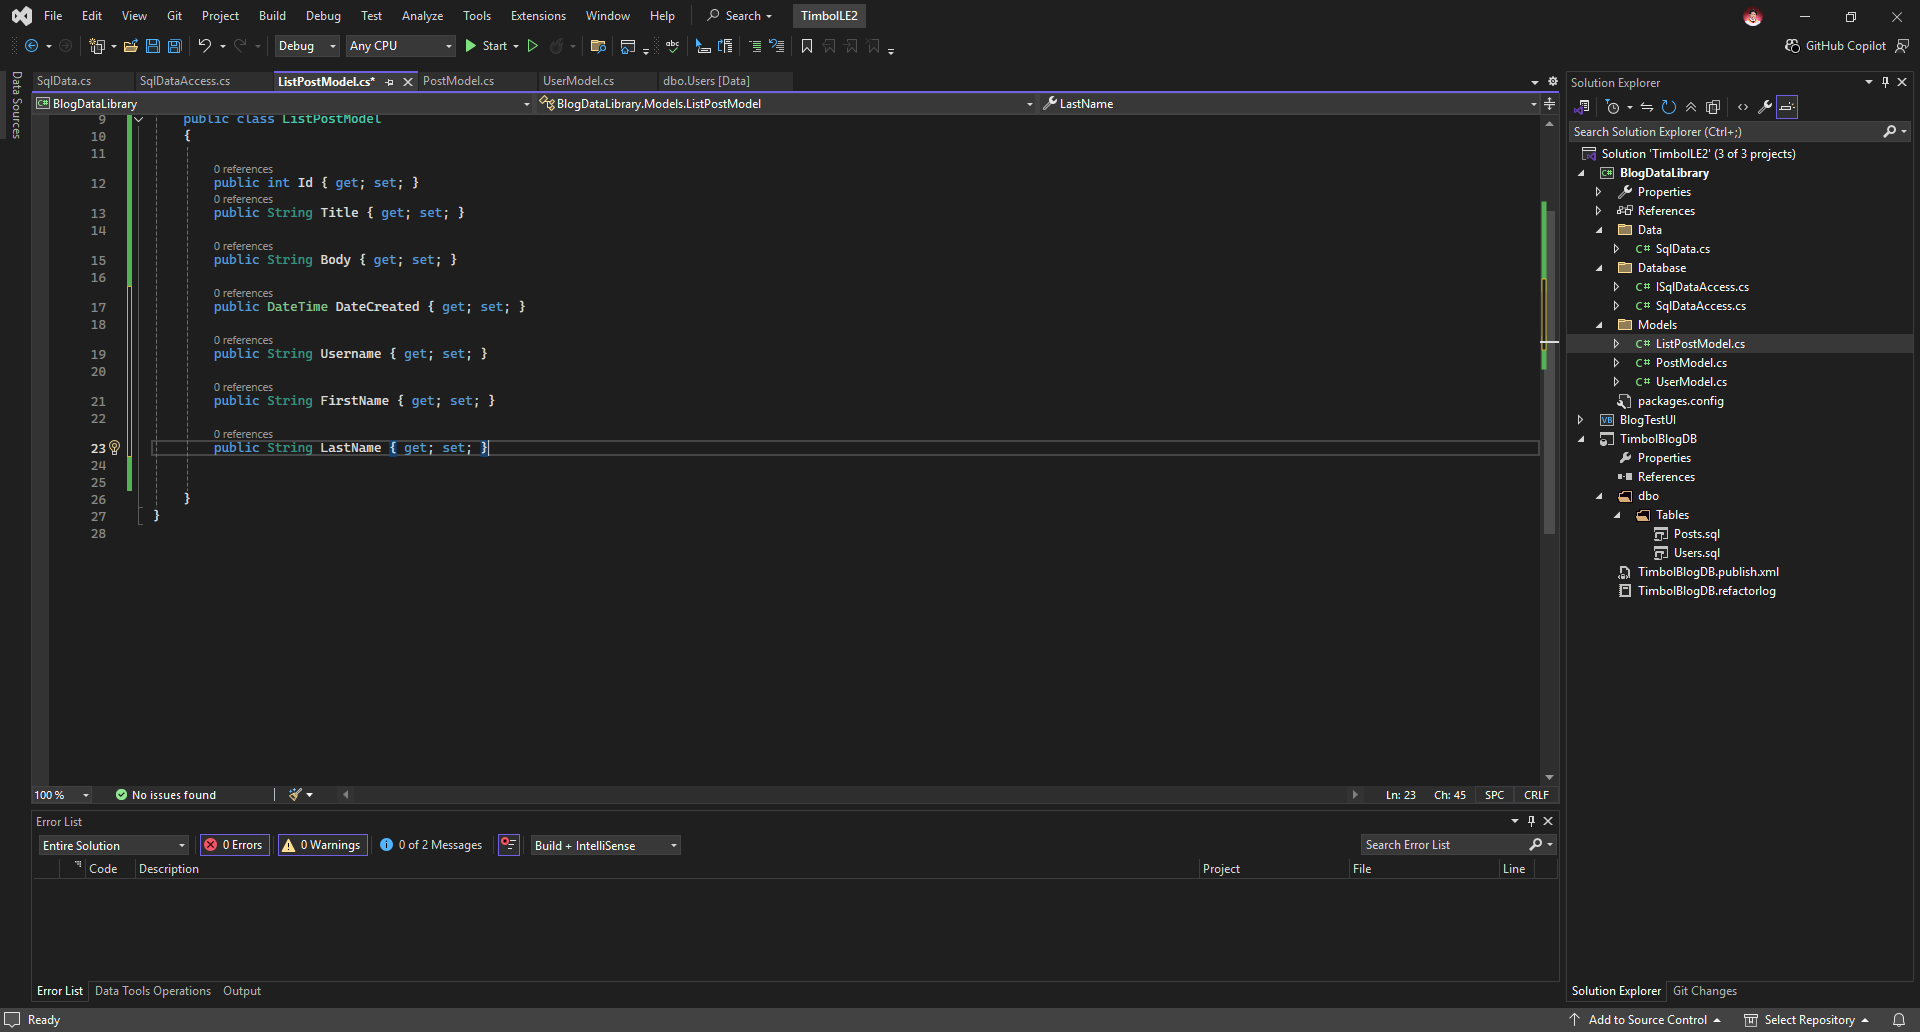 File Edit View Git Project Build Debug Test Analyze Tools Extensions Window Help Search TimbolLE2
Debug Any CPU Start GitHub Copilot
Data Sources
SqlData.cs SqlDataAccess.cs ListPostModel.cs* PostModel.cs UserModel.cs dbo.Users [Data]
BlogDataLibrary BlogDataLibrary.Models.ListPostModel LastName
9 public class ListPostModel
10 {
11
0 references
12 public int Id { get; set; }
0 references
13 public String Title { get; set; }
14
0 references
15 public String Body { get; set; }
16
0 references
17 public DateTime DateCreated { get; set; }
18
0 references
19 public String Username { get; set; }
20
0 references
21 public String FirstName { get; set; }
22
0 references
23 public String LastName { get; set; }
24
25
26 }
27 }
28
100 % No issues found Ln: 23 Ch: 45 SPC CRLF
Error List
Entire Solution 0 Errors 0 Warnings 0 of 2 Messages Build + IntelliSense Search Error List
Code Description Project File Line
Error List Data Tools Operations Output
Solution Explorer
Search Solution Explorer (Ctrl+;)
Solution 'TimbolLE2' (3 of 3 projects)
C# BlogDataLibrary
Properties
References
Data
C# SqlData.cs
Database
C# ISqlDataAccess.cs
C# SqlDataAccess.cs
Models
C# ListPostModel.cs
C# PostModel.cs
C# UserModel.cs
packages.config
VB BlogTestUI
TimbolBlogDB
Properties
References
dbo
Tables
Posts.sql
Users.sql
TimbolBlogDB.publish.xml
TimbolBlogDB.refactorlog
Solution Explorer Git Changes
Ready Add to Source Control Select Repository